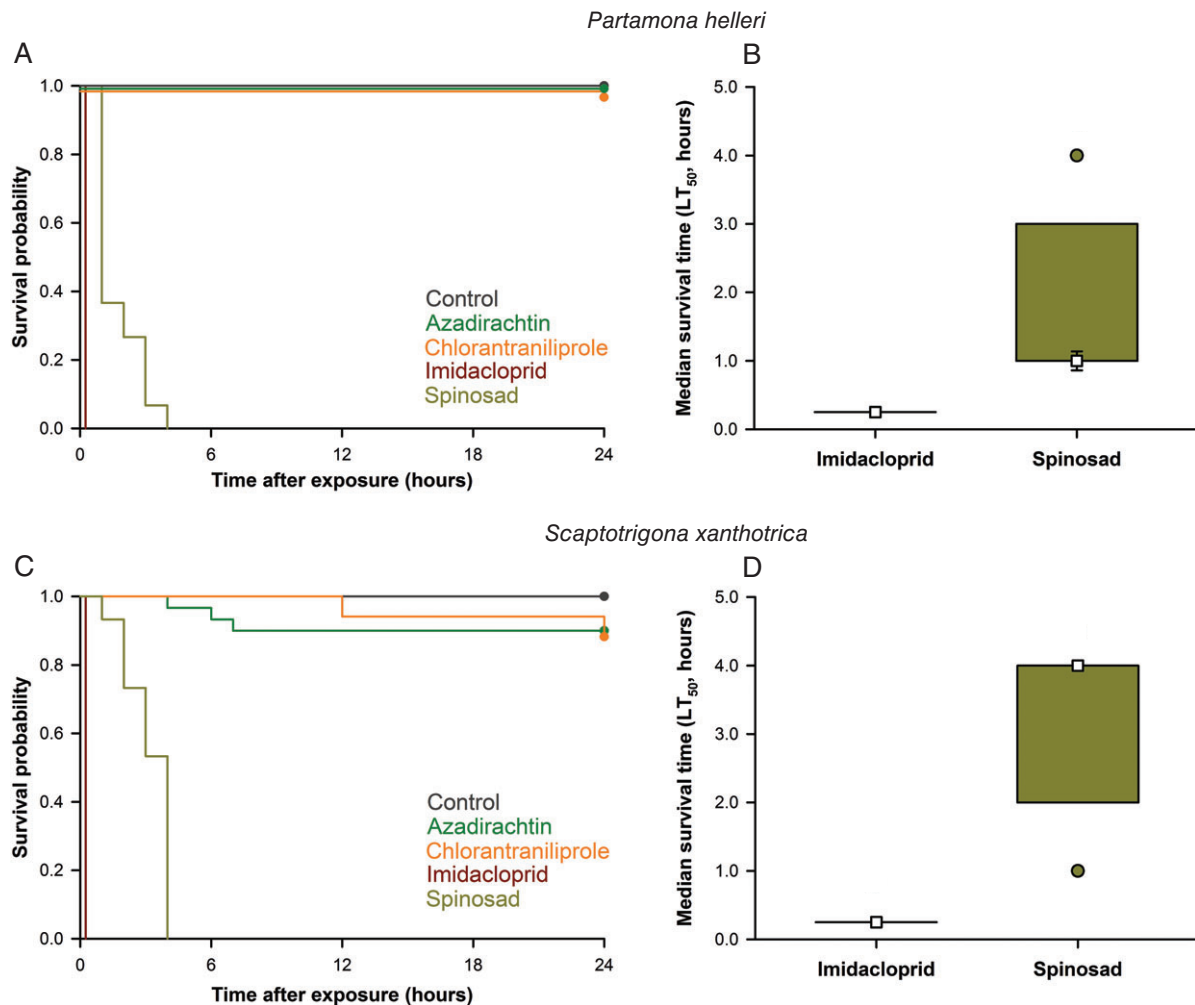 Partamona helleri
A
B
1.0
0.8
0.6
0.4
0.2
0.0
Survival probability
Control
Azadirachtin
Chlorantraniliprole
Imidacloprid
Spinosad
0 6 12 18 24
Time after exposure (hours)
5.0
4.0
3.0
2.0
1.0
0.0
Median survival time (LT50, hours)
Imidacloprid Spinosad
Scaptotrigona xanthotrica
C
D
1.0
0.8
0.6
0.4
0.2
0.0
Survival probability
Control
Azadirachtin
Chlorantraniliprole
Imidacloprid
Spinosad
0 6 12 18 24
Time after exposure (hours)
5.0
4.0
3.0
2.0
1.0
0.0
Median survival time (LT50, hours)
Imidacloprid Spinosad